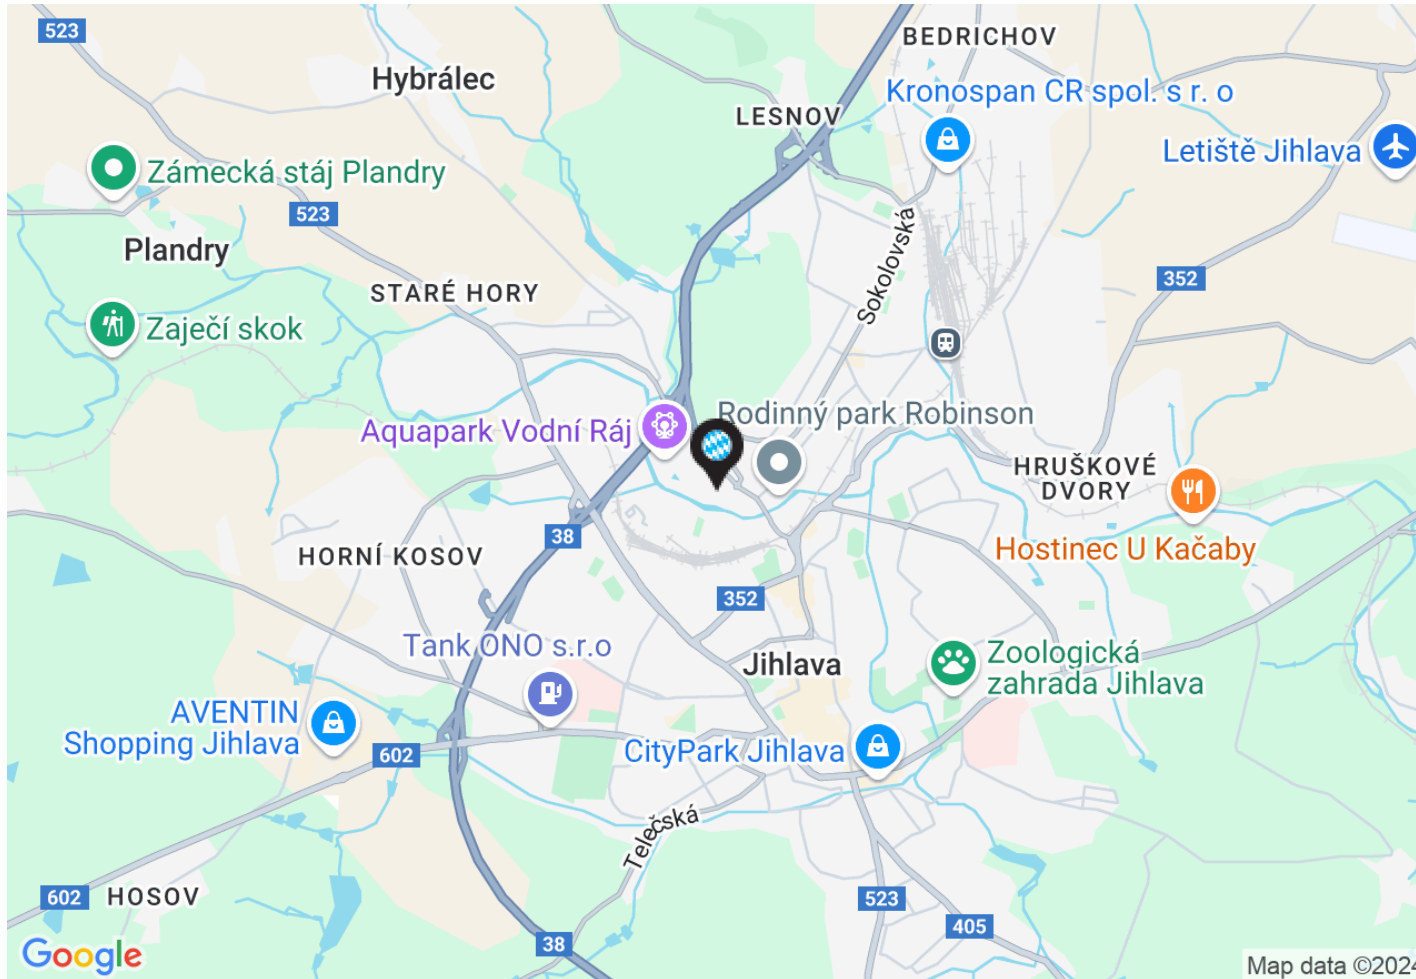 523
BEDRICHOV
Hybrálec
Kronospan CR spol. s r. o
LESNOV
Letiště Jihlava
Zámecká stáj Plandry
523
Sokolovská
Plandry
352
STARÉ HORY
Zaječí skok
Rodinný park Robinson
Aquapark Vodní Ráj
HRUŠKOVÉ
DVORY
38
HORNÍ KOSOV
Hostinec U Kačaby
352
Tank ONO s.r.o
Jihlava
Zoologická
zahrada Jihlava
AVENTIN
Shopping Jihlava
CityPark Jihlava
602
Telečská
602
HOSOV
523
405
38
Google
Map data ©2024